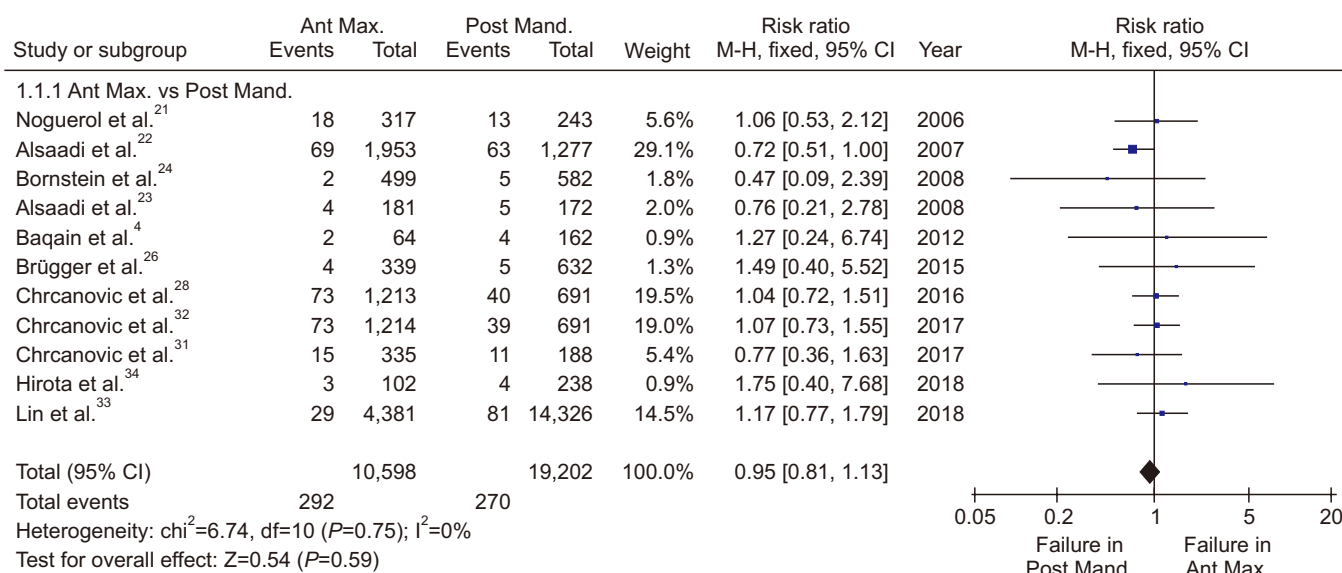 Ant Max. Post Mand. Risk ratio Risk ratio
Study or subgroup Events Total Events Total Weight M-H, fixed, 95% CI Year M-H, fixed, 95% CI
1.1.1 Ant Max. vs Post Mand.
Noguerol et al.21 18 317 13 243 5.6% 1.06 [0.53, 2.12] 2006
Alsaadi et al.22 69 1,953 63 1,277 29.1% 0.72 [0.51, 1.00] 2007
Bornstein et al.24 2 499 5 582 1.8% 0.47 [0.09, 2.39] 2008
Alsaadi et al.23 4 181 5 172 2.0% 0.76 [0.21, 2.78] 2008
Baqain et al.4 2 64 4 162 0.9% 1.27 [0.24, 6.74] 2012
Brügger et al.26 4 339 5 632 1.3% 1.49 [0.40, 5.52] 2015
Chrcanovic et al.28 73 1,213 40 691 19.5% 1.04 [0.72, 1.51] 2016
Chrcanovic et al.32 73 1,214 39 691 19.0% 1.07 [0.73, 1.55] 2017
Chrcanovic et al.31 15 335 11 188 5.4% 0.77 [0.36, 1.63] 2017
Hirota et al.34 3 102 4 238 0.9% 1.75 [0.40, 7.68] 2018
Lin et al.33 29 4,381 81 14,326 14.5% 1.17 [0.77, 1.79] 2018
Total (95% CI) 10,598 19,202 100.0% 0.95 [0.81, 1.13]
Total events 292 270
Heterogeneity: chi2=6.74, df=10 (P=0.75); I2=0%
Test for overall effect: Z=0.54 (P=0.59)
0.05 0.2 1 5 20
Failure in Failure in
Post Mand. Ant Max.